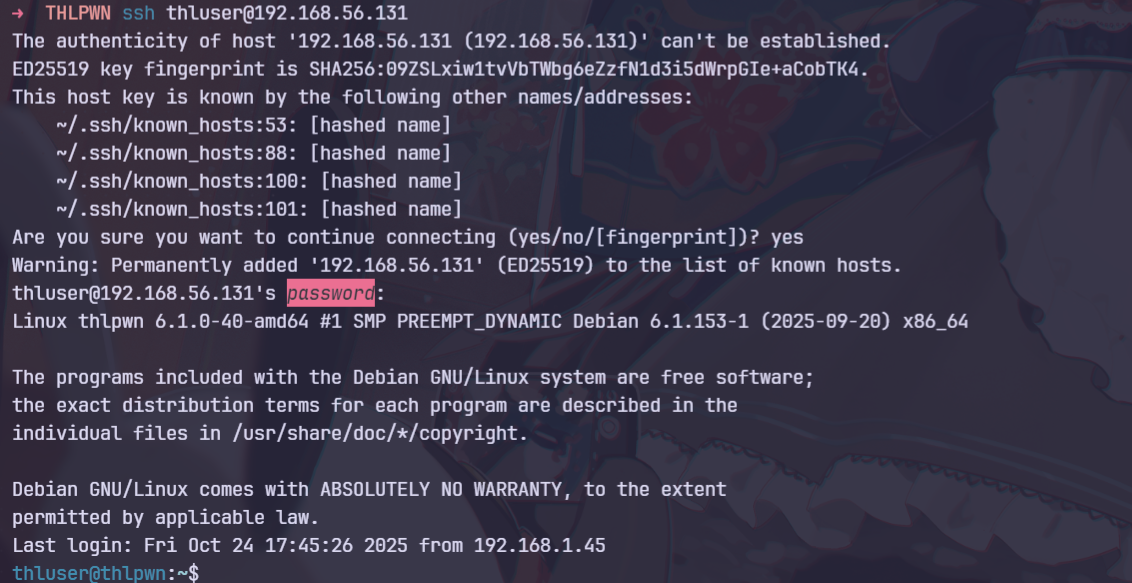 → THLPWN ssh thluser@192.168.56.131
The authenticity of host '192.168.56.131 (192.168.56.131)' can't be established.
ED25519 key fingerprint is SHA256:09ZSLxiw1tvVbTWbg6eZzfN1d3i5dWrpGIe+aCobTK4.
This host key is known by the following other names/addresses:
    ~/.ssh/known_hosts:53: [hashed name]
    ~/.ssh/known_hosts:88: [hashed name]
    ~/.ssh/known_hosts:100: [hashed name]
    ~/.ssh/known_hosts:101: [hashed name]
Are you sure you want to continue connecting (yes/no/[fingerprint])? yes
Warning: Permanently added '192.168.56.131' (ED25519) to the list of known hosts.
thluser@192.168.56.131's password:
Linux thlpwn 6.1.0-40-amd64 #1 SMP PREEMPT_DYNAMIC Debian 6.1.153-1 (2025-09-20) x86_64

The programs included with the Debian GNU/Linux system are free software;
the exact distribution terms for each program are described in the
individual files in /usr/share/doc/*/copyright.

Debian GNU/Linux comes with ABSOLUTELY NO WARRANTY, to the extent
permitted by applicable law.
Last login: Fri Oct 24 17:45:26 2025 from 192.168.1.45
thluser@thlpwn:~$